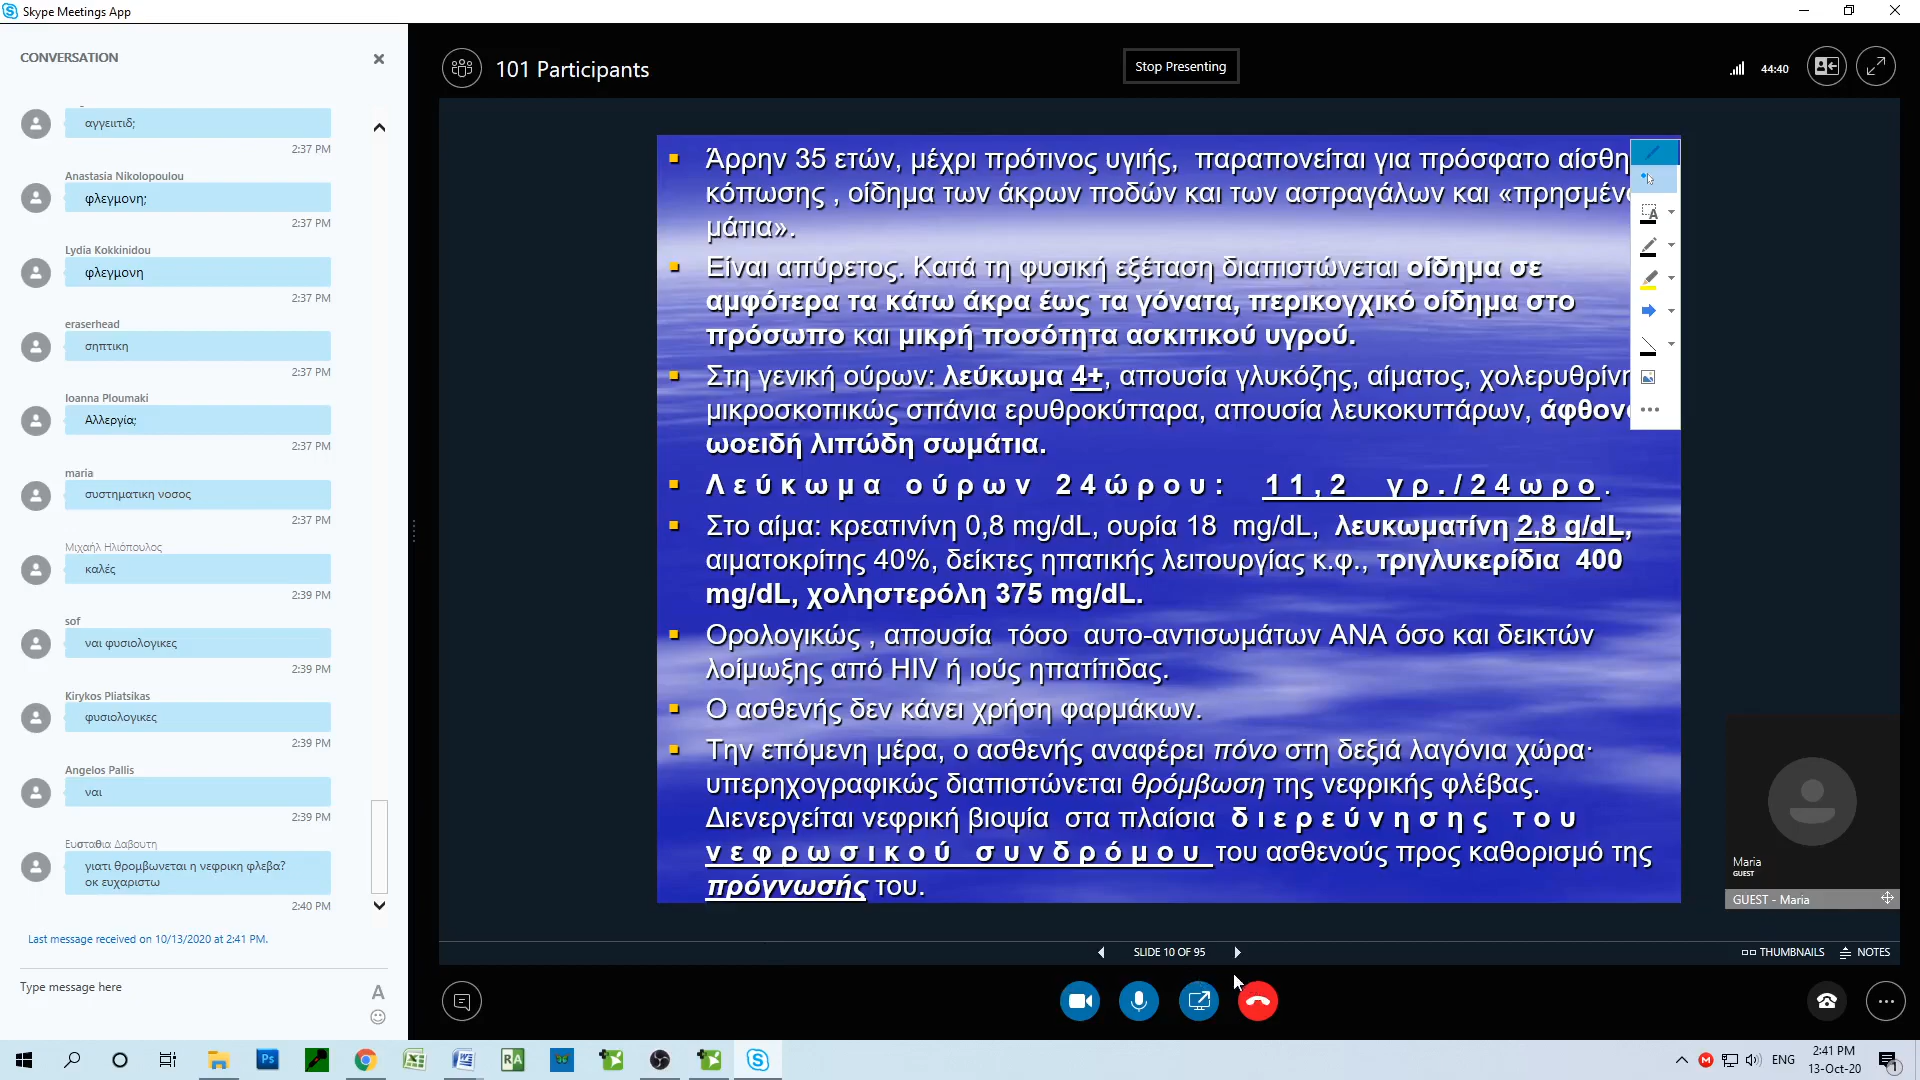 Skype Meetings App
CONVERSATION
αγγειιτιδ;
2:37 PM
Anastasia Nikolopoulou
φλεγμονη;
2:37 PM
Lydia Kokkinidou
φλεγμονη
2:37 PM
eraserhead
σηπτικη
2:37 PM
Ioanna Ploumaki
Αλλεργία;
2:37 PM
maria
συστηματικη νοσος
2:37 PM
Μιχαήλ Ηλιόπουλος
καλές
2:39 PM
sof
ναι φυσιολογικες
2:39 PM
Kirykos Pliatsikas
φυσιολογικες
2:39 PM
Angelos Pallis
ναι
2:39 PM
Ευσταθια Δαβουτη
γιατι θρομβωνεται η νεφρικη φλεβα?
οκ ευχαριστω
2:40 PM
Last message received on 10/13/2020 at 2:41 PM.
Type message here
101 Participants
Stop Presenting
44:40
Άρρην 35 ετών, μέχρι πρότινος υγιής, παραπονείται για πρόσφατο
κόπωσης , οίδημα των άκρων ποδών και των αστραγάλων και
μάτια».
Είναι απύρετος. Κατά τη φυσική εξέταση διαπιστώνεται οίδημα σε
αμφότερα τα κάτω άκρα έως τα γόνατα, περικογχικό οίδημα στο
πρόσωπο και μικρή ποσότητα ασκιτικού υγρού.
Στη γενική ούρων: λεύκωμα 4+, απουσία γλυκόζης, αίματος,
μικροσκοπικώς σπάνια ερυθροκύτταρα, απουσία λευκοκυττάρων,
ωοειδή λιπώδη σωμάτια.
Λεύκωμα ούρων 24ώρου: 11,2 γρ./24ωρο.
Στο αίμα: κρεατινίνη 0,8 mg/dL, ουρία 18 mg/dL, λευκωματίνη 2,8 g/dL,
αιματοκρίτης 40%, δείκτες ηπατικής λειτουργίας κ.φ., τριγλυκερίδια 400
mg/dL, χοληστερόλη 375 mg/dL.
Ορολογικώς , απουσία τόσο αυτο-αντισωμάτων ΑΝΑ όσο και δεικτών
λοίμωξης από HIV ή ιούς ηπατίτιδας.
Ο ασθενής δεν κάνει χρήση φαρμάκων.
Την επόμενη μέρα, ο ασθενής αναφέρει πόνο στη δεξιά λαγόνια χώρα·
υπερηχογραφικώς διαπιστώνεται θρόμβωση της νεφρικής φλέβας.
Διενεργείται νεφρική βιοψία στα πλαίσια διερεύνησης του
νεφρωσικού συνδρόμου του ασθενούς προς καθορισμό της
πρόγνωσής του.
Maria
GUEST
GUEST - Maria
SLIDE 10 OF 95
THUMBNAILS
NOTES
ENG
2:41 PM
13-Oct-20